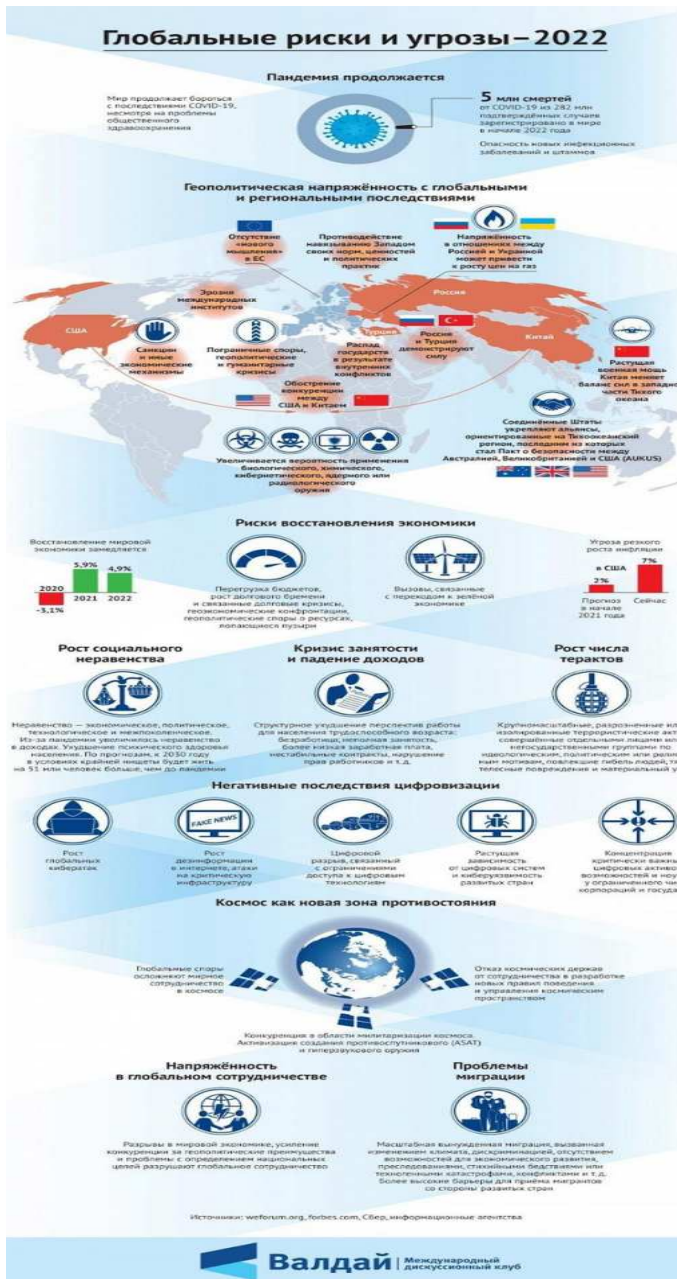 Глобальные риски и угрозы–2022
Пандемия продолжается
Мир продолжает бороться
с последствиями COVID-19,
несмотря на проблемы
общественного
здравоохранения
5 млн смертей
от COVID-19 из 282 млн
подтверждённых случаев
зарегистрировано в мире
в начале 2022 года
Опасность новых инфекционных
заболеваний и штаммов
Геополитическая напряжённость с глобальными
и региональными последствиями
Отсутствие
«нового
мышления»
в ЕС
Противодействие
навязыванию Западом
своих норм, ценностей
и политических
практик
Напряжённость
в отношениях между
Россией и Украиной
может привести
к росту цен на газ
Эрозия
международных
институтов
Россия
США
Турция
Китай
Санкции
и иные
экономические
механизмы
Пограничные споры,
геополитические
и гуманитарные
кризисы
Распад
государств
в результате
внутренних
конфликтов
Россия
и Турция
демонстрируют
силу
Растущая
военная мощь
Китая меняет
баланс сил в западно
части Тихого
океана
Обострение
конкуренции
между
США и Китаем
Соединённые Штаты
укрепляют альянсы,
ориентированные на Тихоокеанский
регион, последним из которых
стал Пакт о безопасности между
Австралией, Великобританией и США (AUKUS)
Увеличивается вероятность применения
биологического, химического,
кибернетического, ядерного или
радиологического
оружия
Риски восстановления экономики
Восстановление мировой
экономики замедляется
2020
-3,1%
5,9%
2021
4,9%
2022
Перегрузка бюджетов,
рост долгового бремени
и связанные долговые кризисы,
геоэкономические конфронтации,
геополитические споры о ресурсах,
лопающиеся пузыри
Вызовы, связанные
с переходом к зелёной
экономике
Угроза резкого
роста инфляции
в США
2%
7%
Прогноз
в начале
2021 года
Сейчас
Рост социального
неравенства
Неравенство — экономическое, политическое,
технологическое и межпоколенческое.
Из-за пандемии увеличилось неравенство
в доходах. Ухудшение психического здоровья
населения. По прогнозам, к 2030 году
в условиях крайней нищеты будет жить
на 51 млн человек больше, чем до пандемии
Кризис занятости
и падение доходов
Структурное ухудшение перспектив работы
для населения трудоспособного возраста:
безработица, неполная занятость,
более низкая заработная плата,
нестабильные контракты, нарушение
прав работников и т.д.
Рост числа
терактов
Крупномасштабные, разрозненные ил
изолированные террористические акт
совершённые отдельными лицами ил
негосударственными группами по
идеологическим, политическим или рели
ным мотивам, повлекшие гибель людей, т
телесные повреждения и материальный у
Негативные последствия цифровизации
Рост
глобальных
кибератак
FAKE NEWS
Рост
дезинформации
в интернете, атаки
на критическую
инфраструктуру
Цифровой
разрыв, связанный
с ограничениями
доступа к цифровым
технологиям
Растущая
зависимость
от цифровых систем
и киберуязвимость
развитых стран
Концентрация
критически важны
цифровых активо
возможностей и ноу
у ограниченного чи
корпораций и госуда
Космос как новая зона противостояния
Глобальные споры
осложняют мирное
сотрудничество
в космосе
Отказ космических держав
от сотрудничества в разработке
новых правил поведения
и управления космическим
пространством
Конкуренция в области милитаризации космоса.
Активизация создания противоспутникового (ASAT)
и гиперзвукового оружия
Напряжённость
в глобальном сотрудничестве
Разрывы в мировой экономике, усиление
конкуренции за геополитические преимущества
и проблемы с определением национальных
целей разрушают глобальное сотрудничество
Проблемы
миграции
Масштабная вынужденная миграция, вызванная
изменением климата, дискриминацией, отсутствием
возможностей для экономического развития,
преследованиями, стихийными бедствиями или
техногенными катастрофами, конфликтами и т.д.
Более высокие барьеры для приёма мигрантов
со стороны развитых стран
Источники: weforum.org, forbes.com, Сбер, информационные агентства
Валдай
Международный
дискуссионный клуб